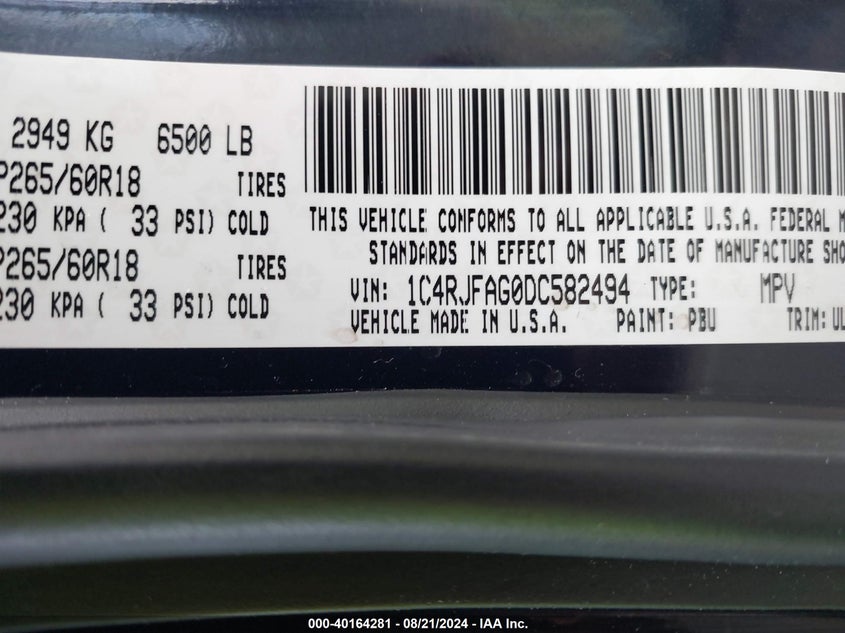 2949 KG 6500 LB
P265/60R18 TIRES
230 KPA ( 33 PSI) COLD
P265/60R18 TIRES
230 KPA ( 33 PSI) COLD
THIS VEHICLE CONFORMS TO ALL APPLICABLE U.S.A. FEDERAL M
STANDARDS IN EFFECT ON THE DATE OF MANUFACTURE SHO
VIN: 1C4RJFAG0DC582494 TYPE: MPV
VEHICLE MADE IN U.S.A. PAINT: PBU TRIM: UL
000-40164281 - 08/21/2024 - IAA Inc.